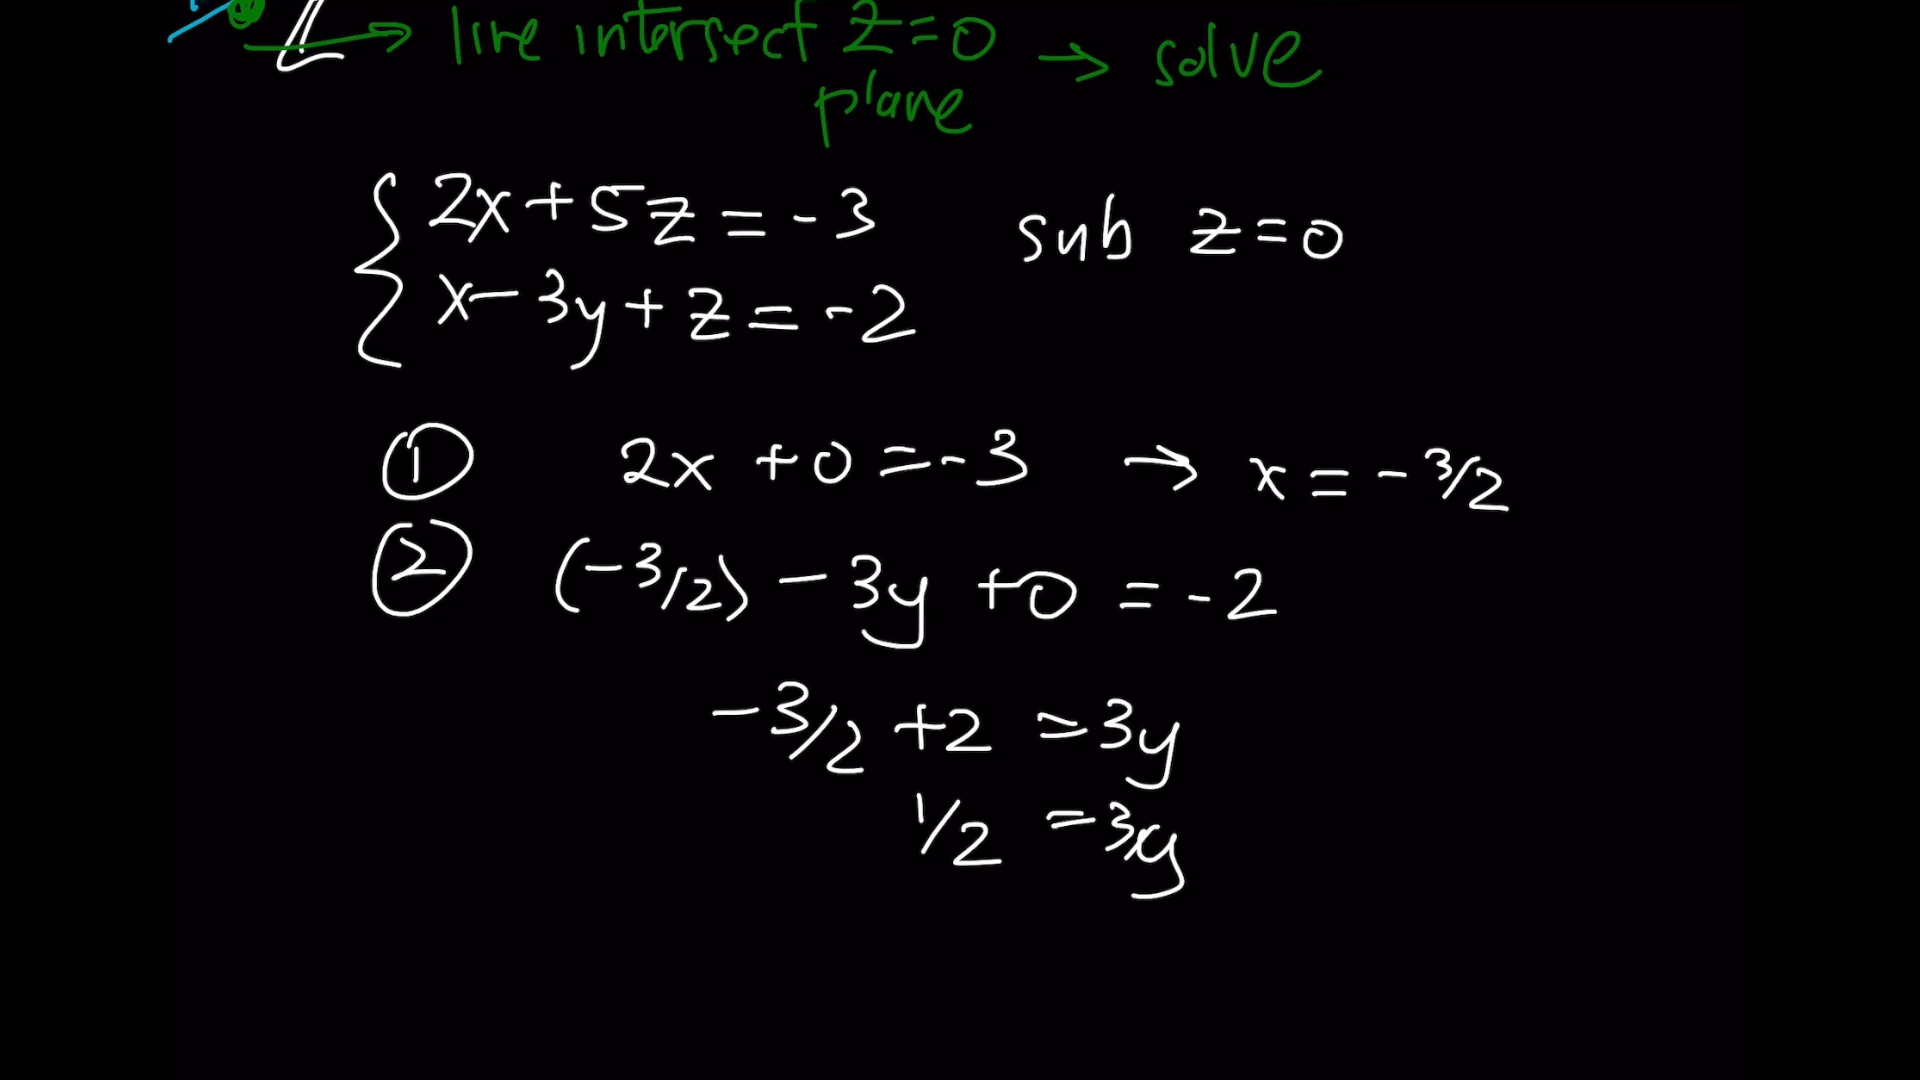 → line intersect z=0 → solve
plane
{ 2x+5z=-3 sub z=0
x-3y+z=-2
① 2x+0=-3 → x=-3/2
② (-3/2)-3y+0=-2
-3/2+2=3y
1/2=3y